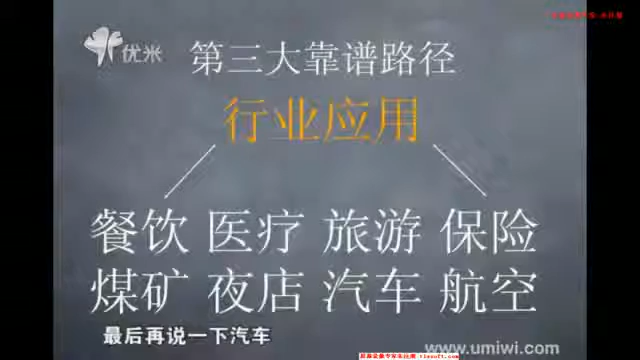 优米
第三大靠谱路径
行业应用
餐饮 医疗 旅游 保险
煤矿 夜店 汽车 航空
最后再说一下汽车
www.umiwi.com